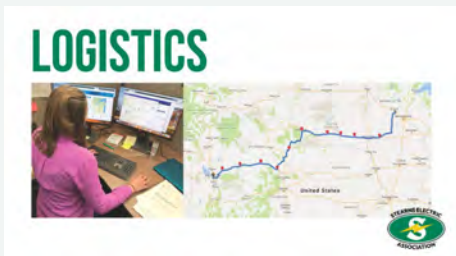 LOGISTICS
United States
STEARNS ELECTRIC
S
ASSOCIATION